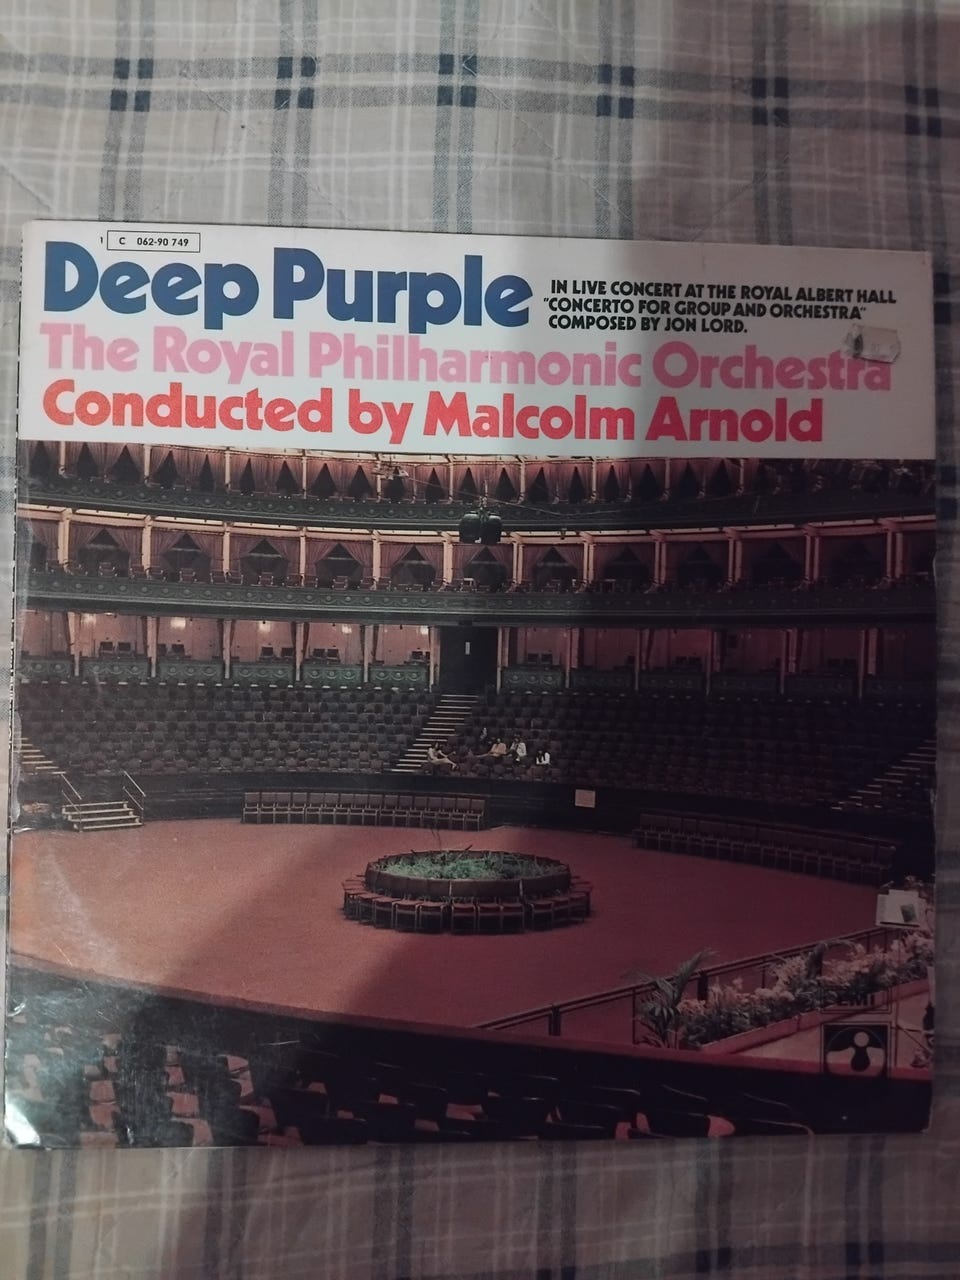 1 C 062-90 749
Deep Purple
IN LIVE CONCERT AT THE ROYAL ALBERT HALL
"CONCERTO FOR GROUP AND ORCHESTRA"
COMPOSED BY JON LORD.
The Royal Philharmonic Orchestra
Conducted by Malcolm Arnold
EMI